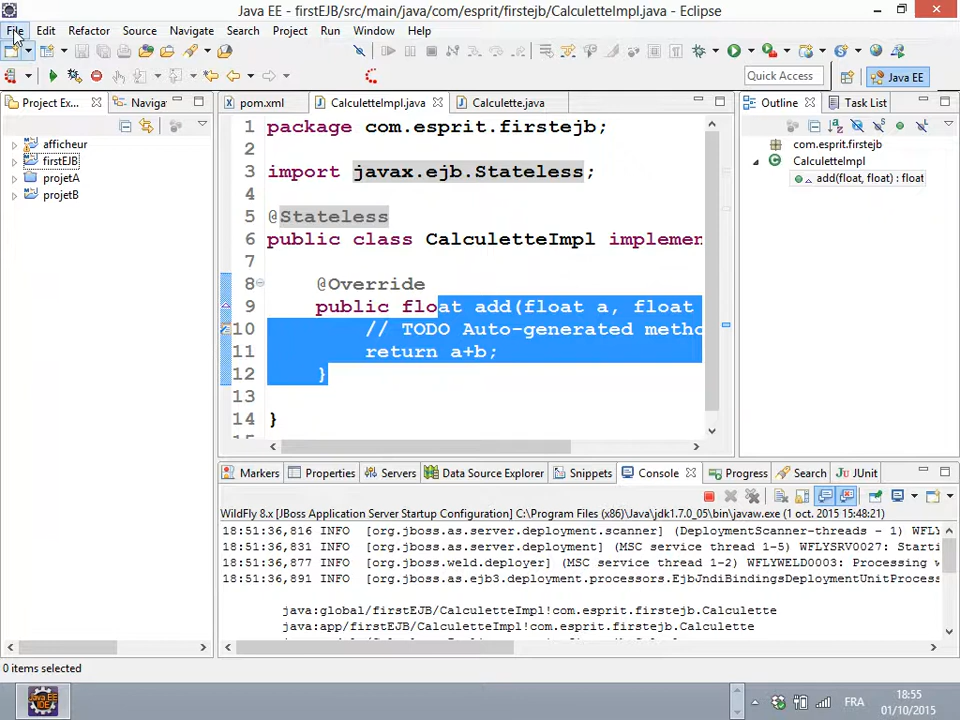 Java EE - firstEJB/src/main/java/com/esprit/firstejb/CalculetteImpl.java - Eclipse
File Edit Refactor Source Navigate Search Project Run Window Help
Quick Access Java EE
Project Ex... Naviga
pom.xml CalculetteImpl.java Calculette.java
Outline Task List
afficheur
firstEJB
projetA
projetB
1 package com.esprit.firstejb;
2
3 import javax.ejb.Stateless;
4
5 @Stateless
6 public class CalculetteImpl implemen
7
8 @Override
9 public float add(float a, float
10 // TODO Auto-generated metho
11 return a+b;
12 }
13
14 }
com.esprit.firstejb
CalculetteImpl
add(float, float) : float
Markers Properties Servers Data Source Explorer Snippets Console Progress Search JUnit
WildFly 8.x [JBoss Application Server Startup Configuration] C:\Program Files (x86)\Java\jdk1.7.0_05\bin\javaw.exe (1 oct. 2015 15:48:21)
18:51:36,816 INFO [org.jboss.as.server.deployment.scanner] (DeploymentScanner-threads - 1) WFLY
18:51:36,831 INFO [org.jboss.as.server.deployment] (MSC service thread 1-5) WFLYSRV0027: Starti
18:51:36,877 INFO [org.jboss.weld.deployer] (MSC service thread 1-2) WFLYWELD0003: Processing w
18:51:36,891 INFO [org.jboss.as.ejb3.deployment.processors.EjbJndiBindingsDeploymentUnitProcess
java:global/firstEJB/CalculetteImpl!com.esprit.firstejb.Calculette
java:app/firstEJB/CalculetteImpl!com.esprit.firstejb.Calculette
0 items selected
Java EE
IDE
FRA
18:55
01/10/2015